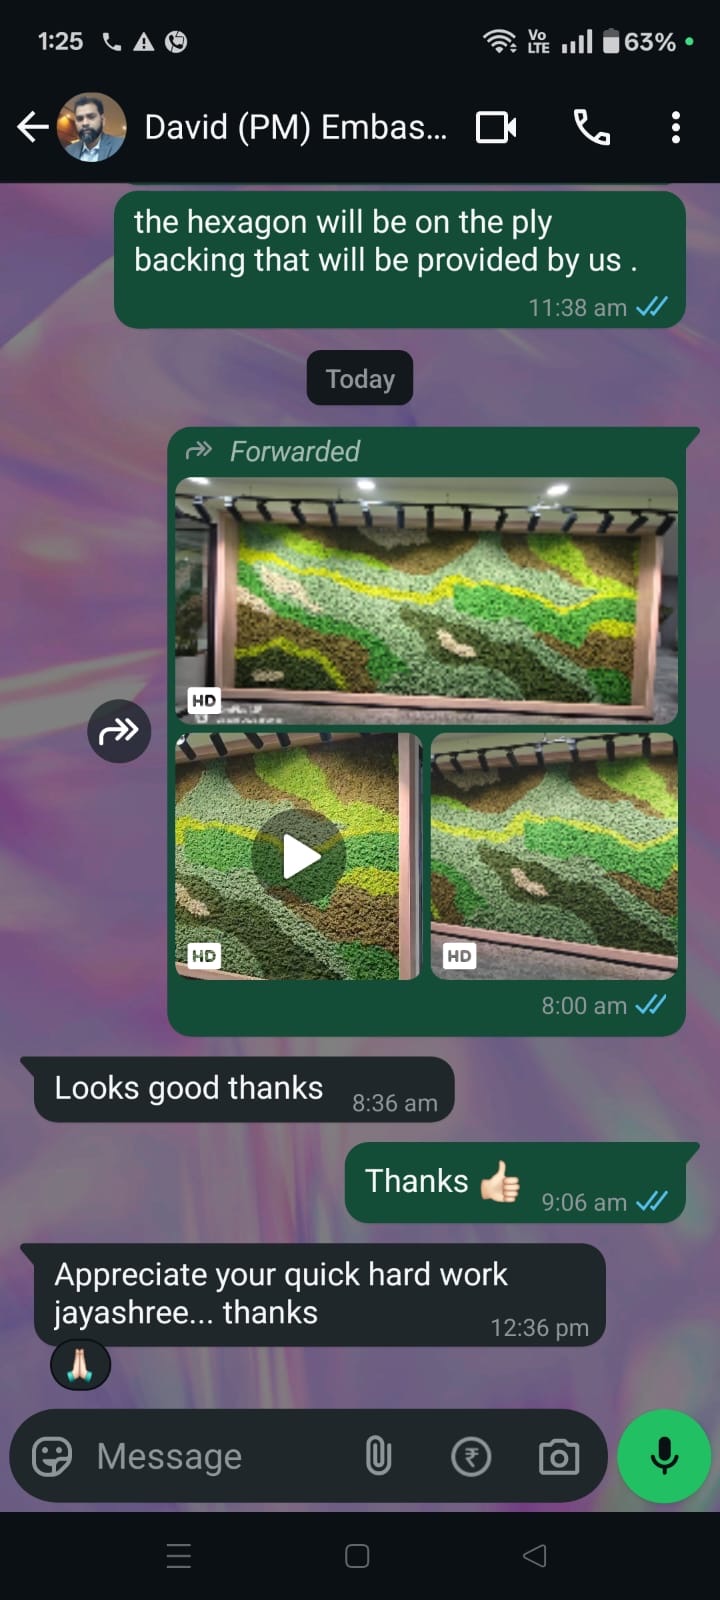 1:25
Vo
LTE
63%
David (PM) Embas...
the hexagon will be on the ply
backing that will be provided by us .
11:38 am
Today
Forwarded
HD
HD
HD
8:00 am
Looks good thanks
8:36 am
Thanks 👍🏻
9:06 am
Appreciate your quick hard work
jayashree... thanks
12:36 pm
🙏🏻
Message